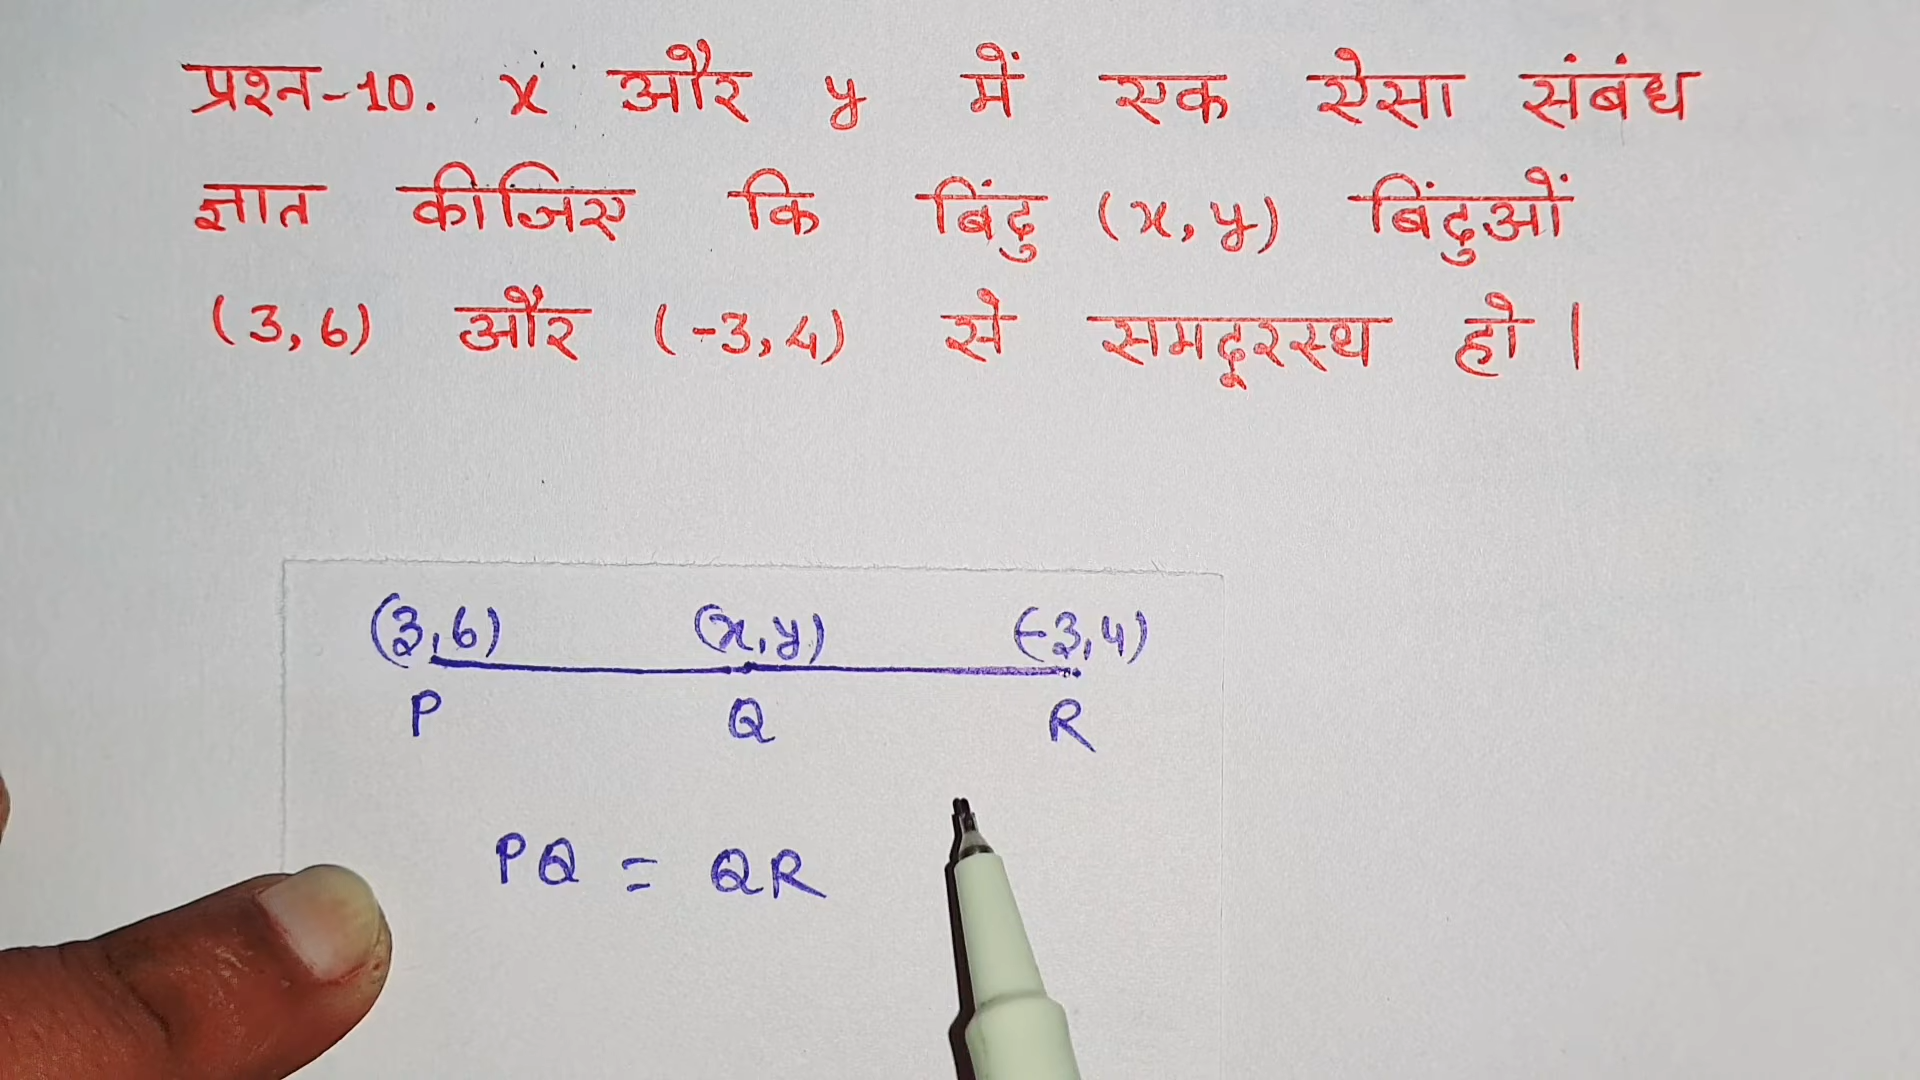 प्रश्न-10. x और y में एक ऐसा संबंध
ज्ञात कीजिए कि बिंदु (x,y) बिंदुओं
(3,6) और (-3,4) से समदूरस्थ हो।
(3,6) (x,y) (-3,4)
P Q R
PQ = QR